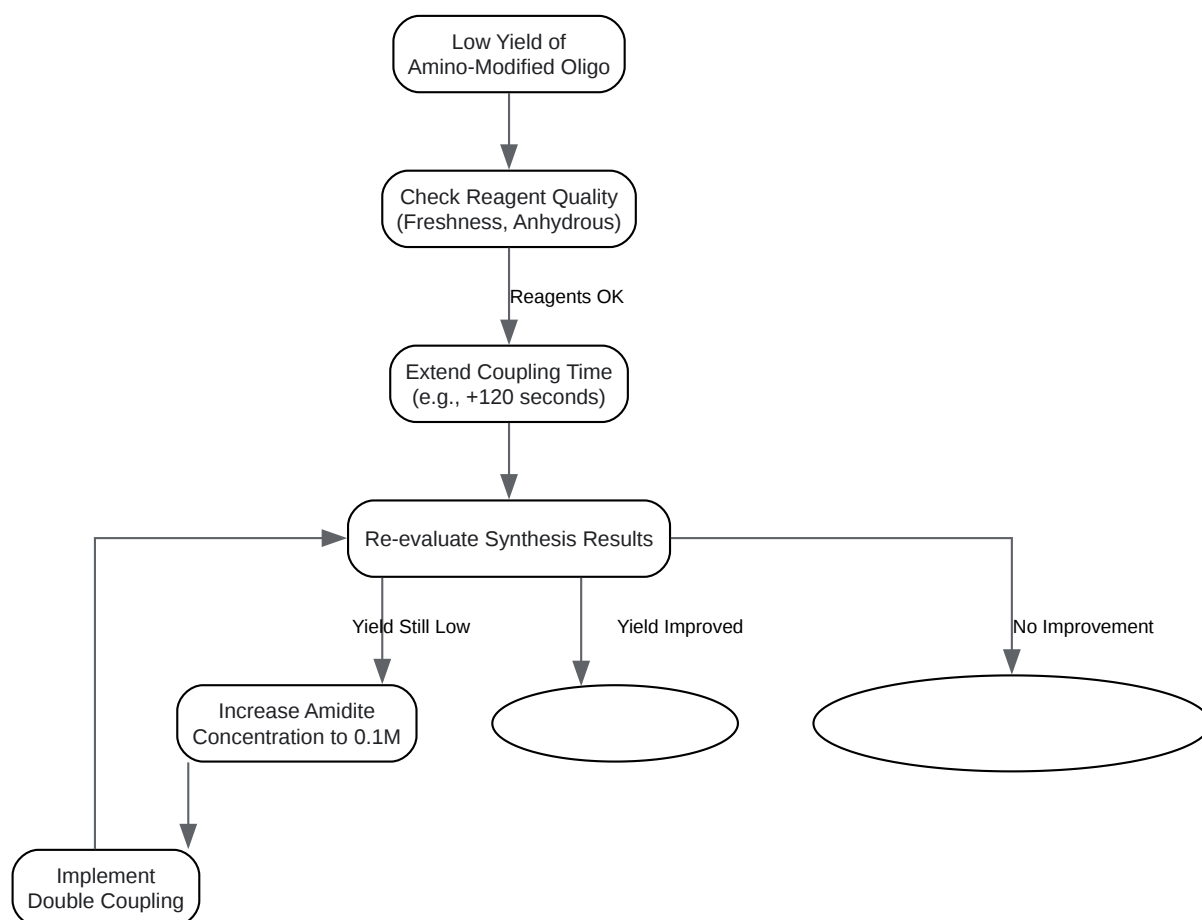 Low Yield of
Amino-Modified Oligo
Check Reagent Quality
(Freshness, Anhydrous)
Reagents OK
Extend Coupling Time
(e.g., +120 seconds)
Re-evaluate Synthesis Results
Yield Still Low
Yield Improved
No Improvement
Increase Amidite
Concentration to 0.1M
Implement
Double Coupling